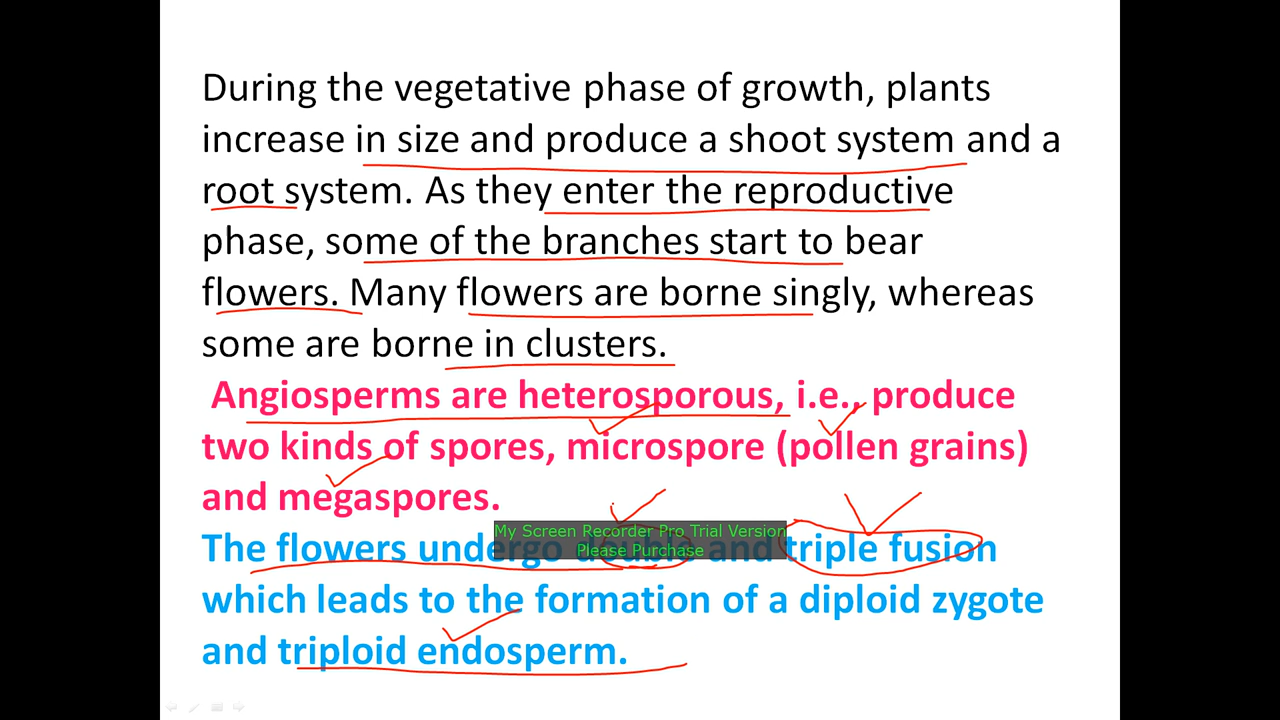 During the vegetative phase of growth, plants
increase in size and produce a shoot system and a
root system. As they enter the reproductive
phase, some of the branches start to bear
flowers. Many flowers are borne singly, whereas
some are borne in clusters.
Angiosperms are heterosporous, i.e., produce
two kinds of spores, microspore (pollen grains)
and megaspores.
My Screen Recorder Pro Trial Version
Please Purchase
The flowers undergo double and triple fusion
which leads to the formation of a diploid zygote
and triploid endosperm.